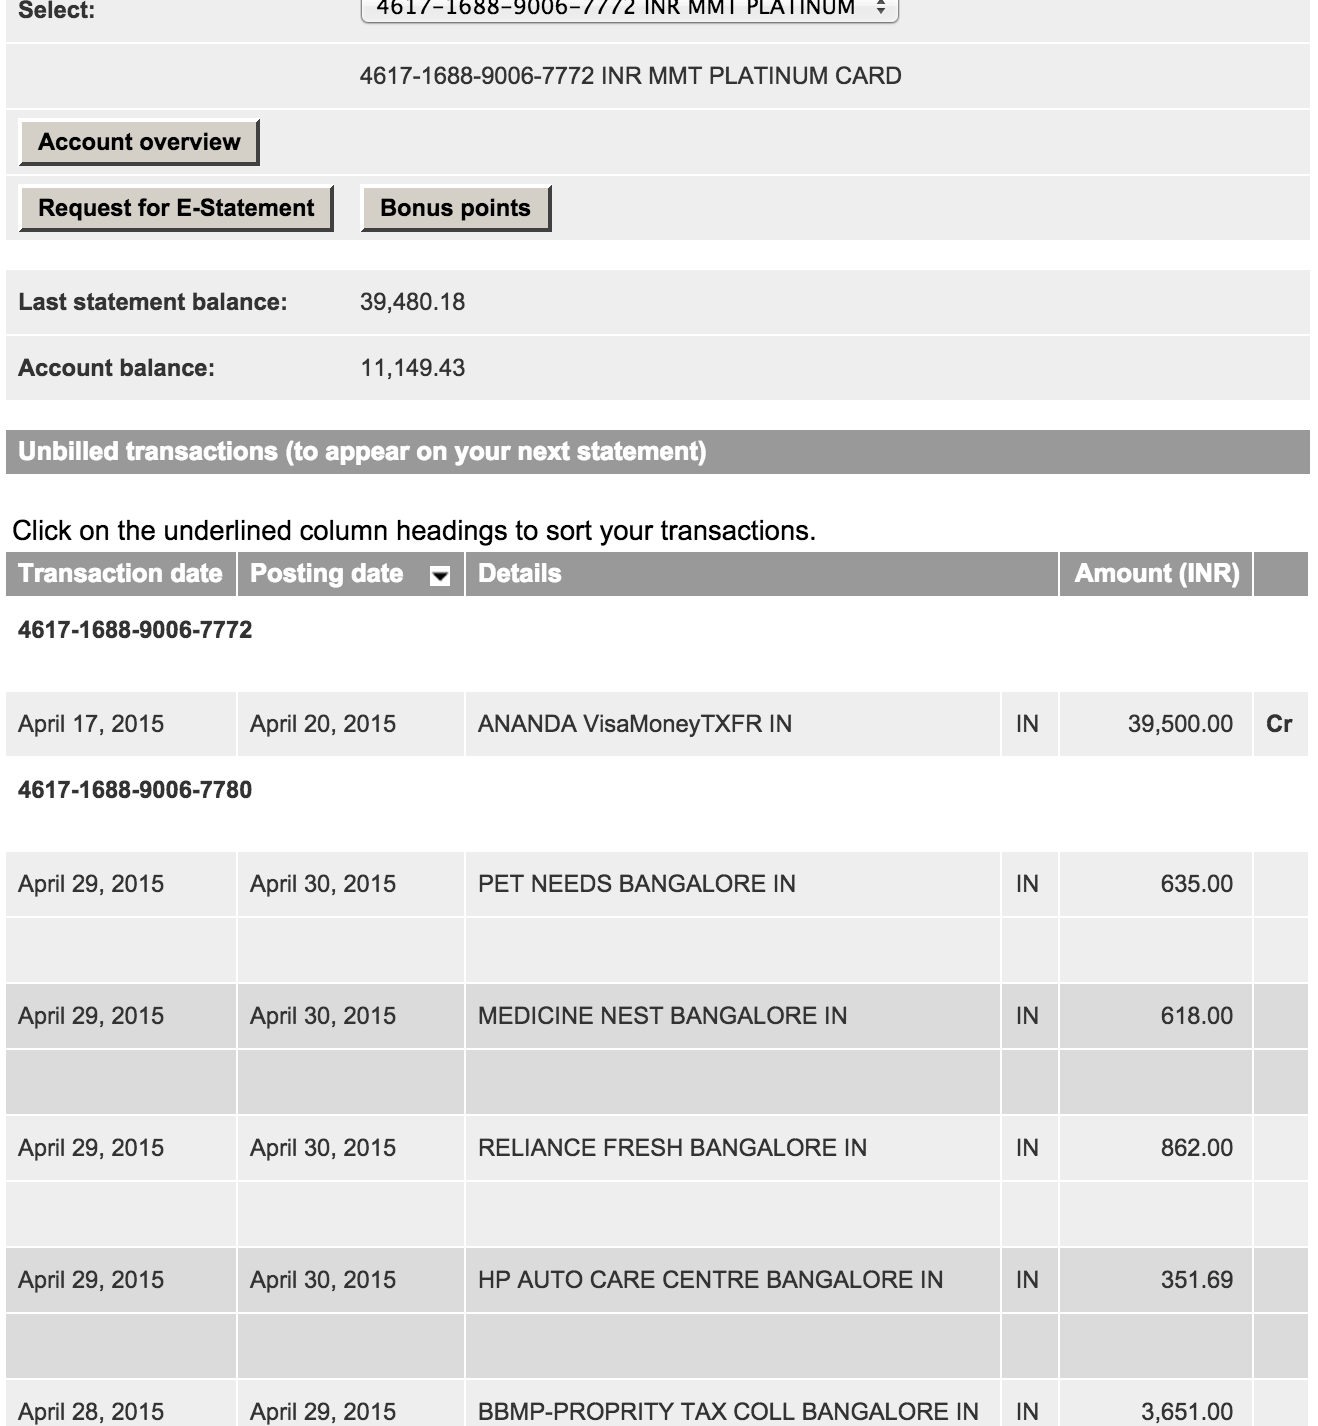 Select: 4617-1688-9006-7772 INR MMT PLATINUM
4617-1688-9006-7772 INR MMT PLATINUM CARD
Account overview
Request for E-Statement Bonus points
Last statement balance: 39,480.18
Account balance: 11,149.43
Unbilled transactions (to appear on your next statement)
Click on the underlined column headings to sort your transactions.
Transaction date Posting date Details Amount (INR)
4617-1688-9006-7772
April 17, 2015 April 20, 2015 ANANDA VisaMoneyTXFR IN IN 39,500.00 Cr
4617-1688-9006-7780
April 29, 2015 April 30, 2015 PET NEEDS BANGALORE IN IN 635.00
April 29, 2015 April 30, 2015 MEDICINE NEST BANGALORE IN IN 618.00
April 29, 2015 April 30, 2015 RELIANCE FRESH BANGALORE IN IN 862.00
April 29, 2015 April 30, 2015 HP AUTO CARE CENTRE BANGALORE IN IN 351.69
April 28, 2015 April 29, 2015 BBMP-PROPRITY TAX COLL BANGALORE IN IN 3,651.00